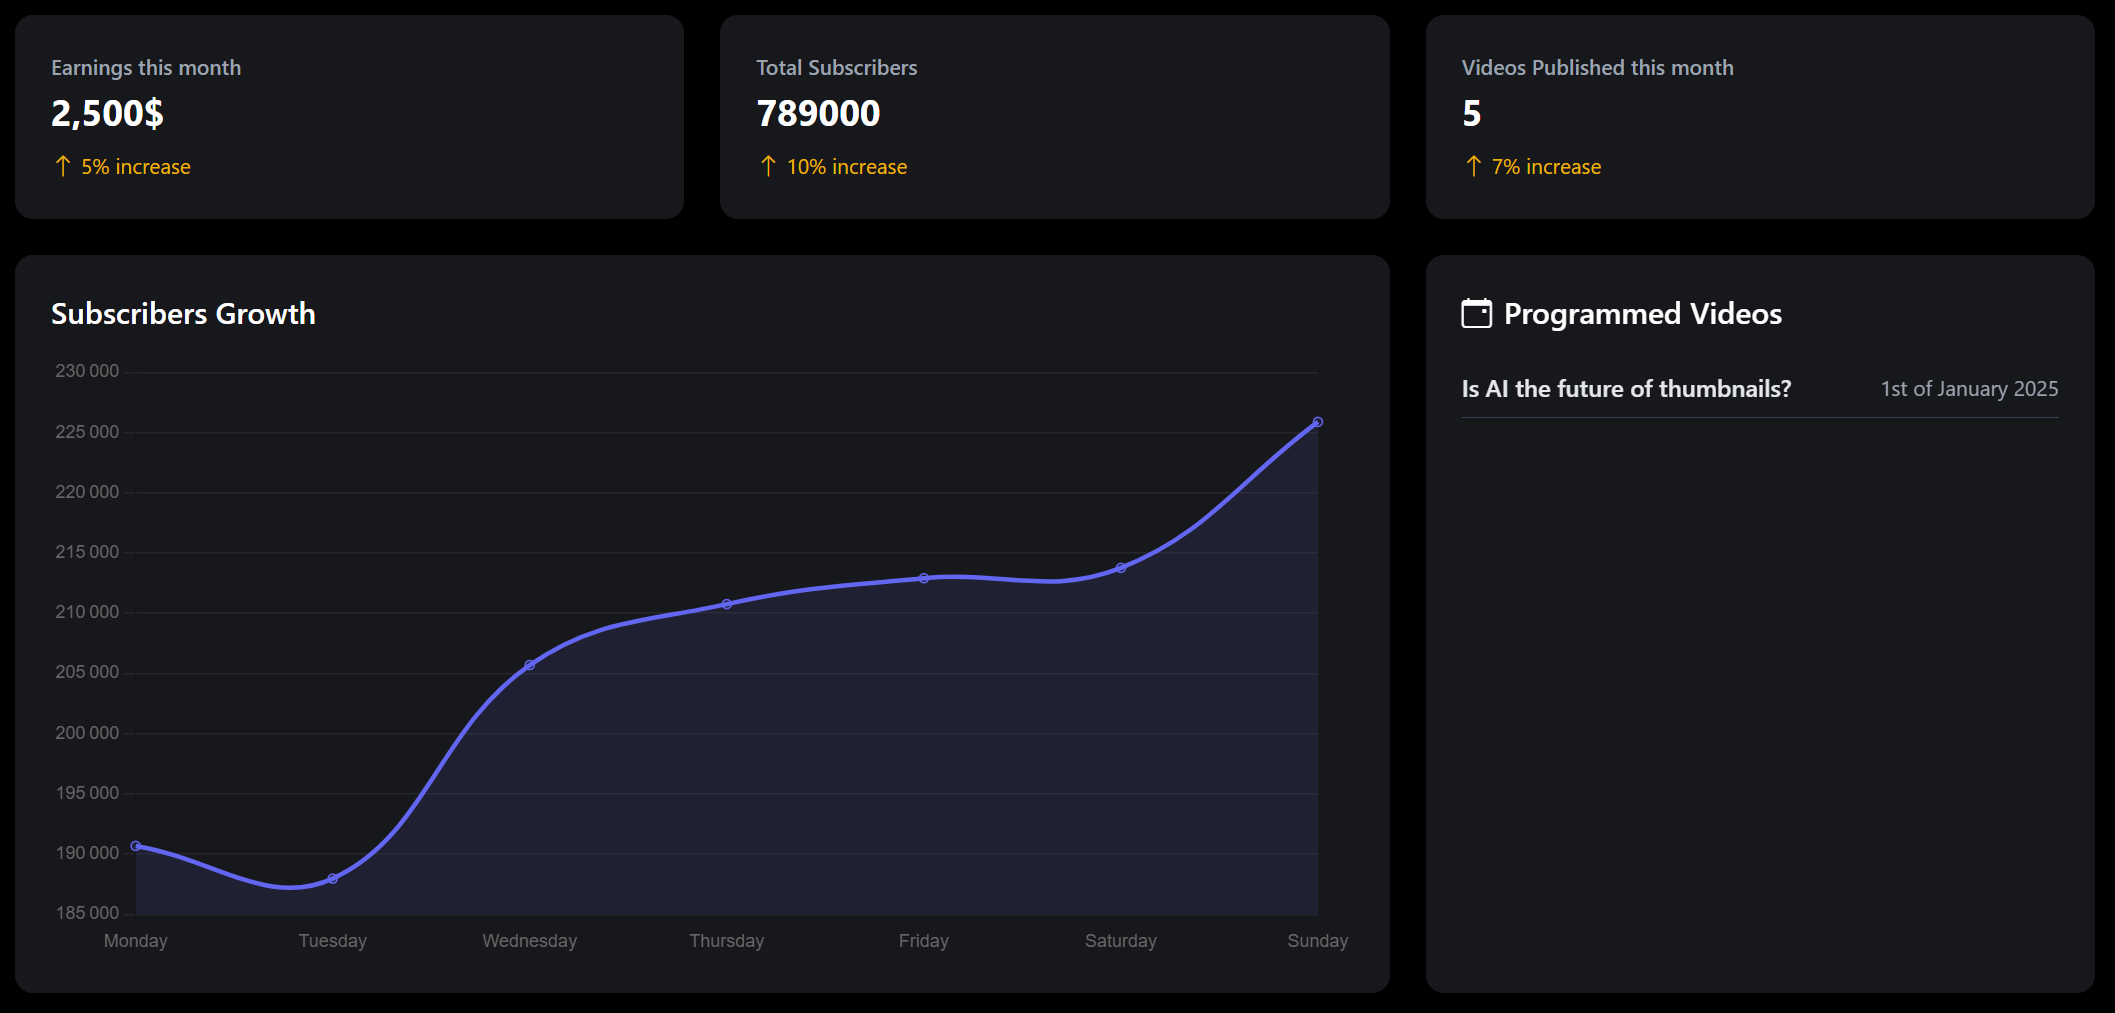 Earnings this month
2,500$
↑ 5% increase
Total Subscribers
789000
↑ 10% increase
Videos Published this month
5
↑ 7% increase
Subscribers Growth
230 000
225 000
220 000
215 000
210 000
205 000
200 000
195 000
190 000
185 000
Monday Tuesday Wednesday Thursday Friday Saturday Sunday
Programmed Videos
Is AI the future of thumbnails? 1st of January 2025